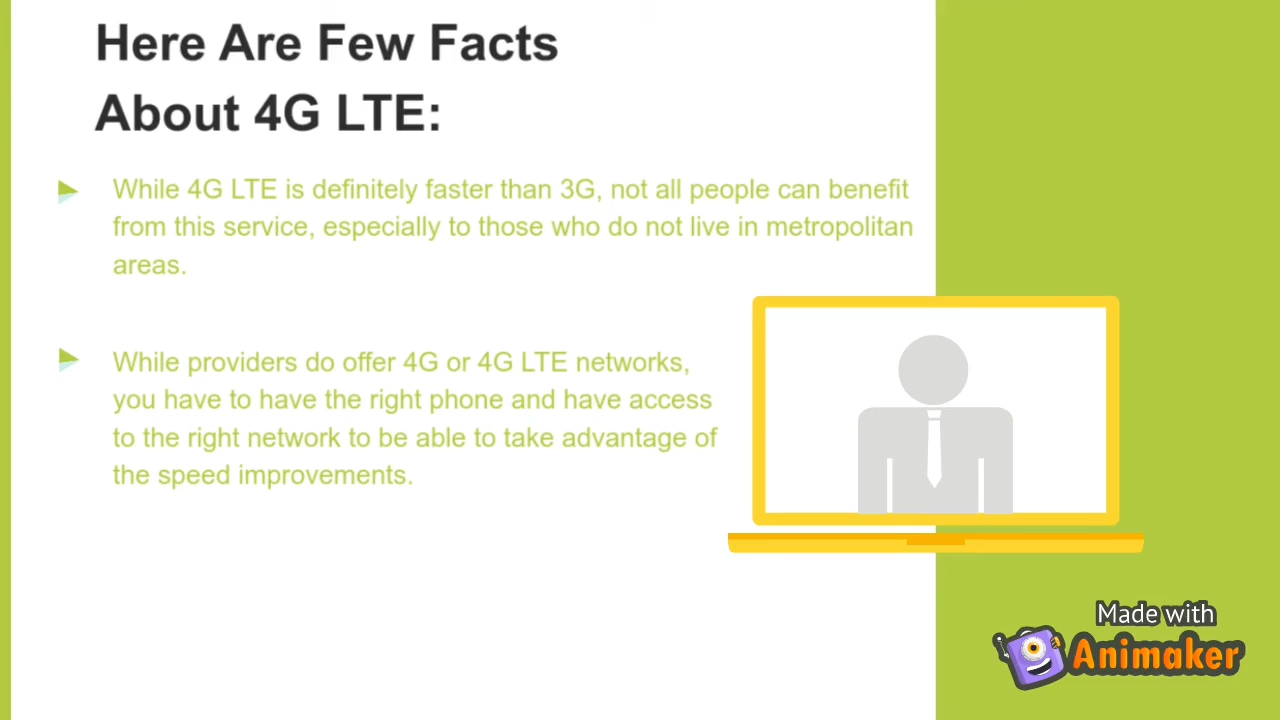 Here Are Few Facts
About 4G LTE:
While 4G LTE is definitely faster than 3G, not all people can benefit
from this service, especially to those who do not live in metropolitan
areas.
While providers do offer 4G or 4G LTE networks,
you have to have the right phone and have access
to the right network to be able to take advantage of
the speed improvements.
Made with
Animaker